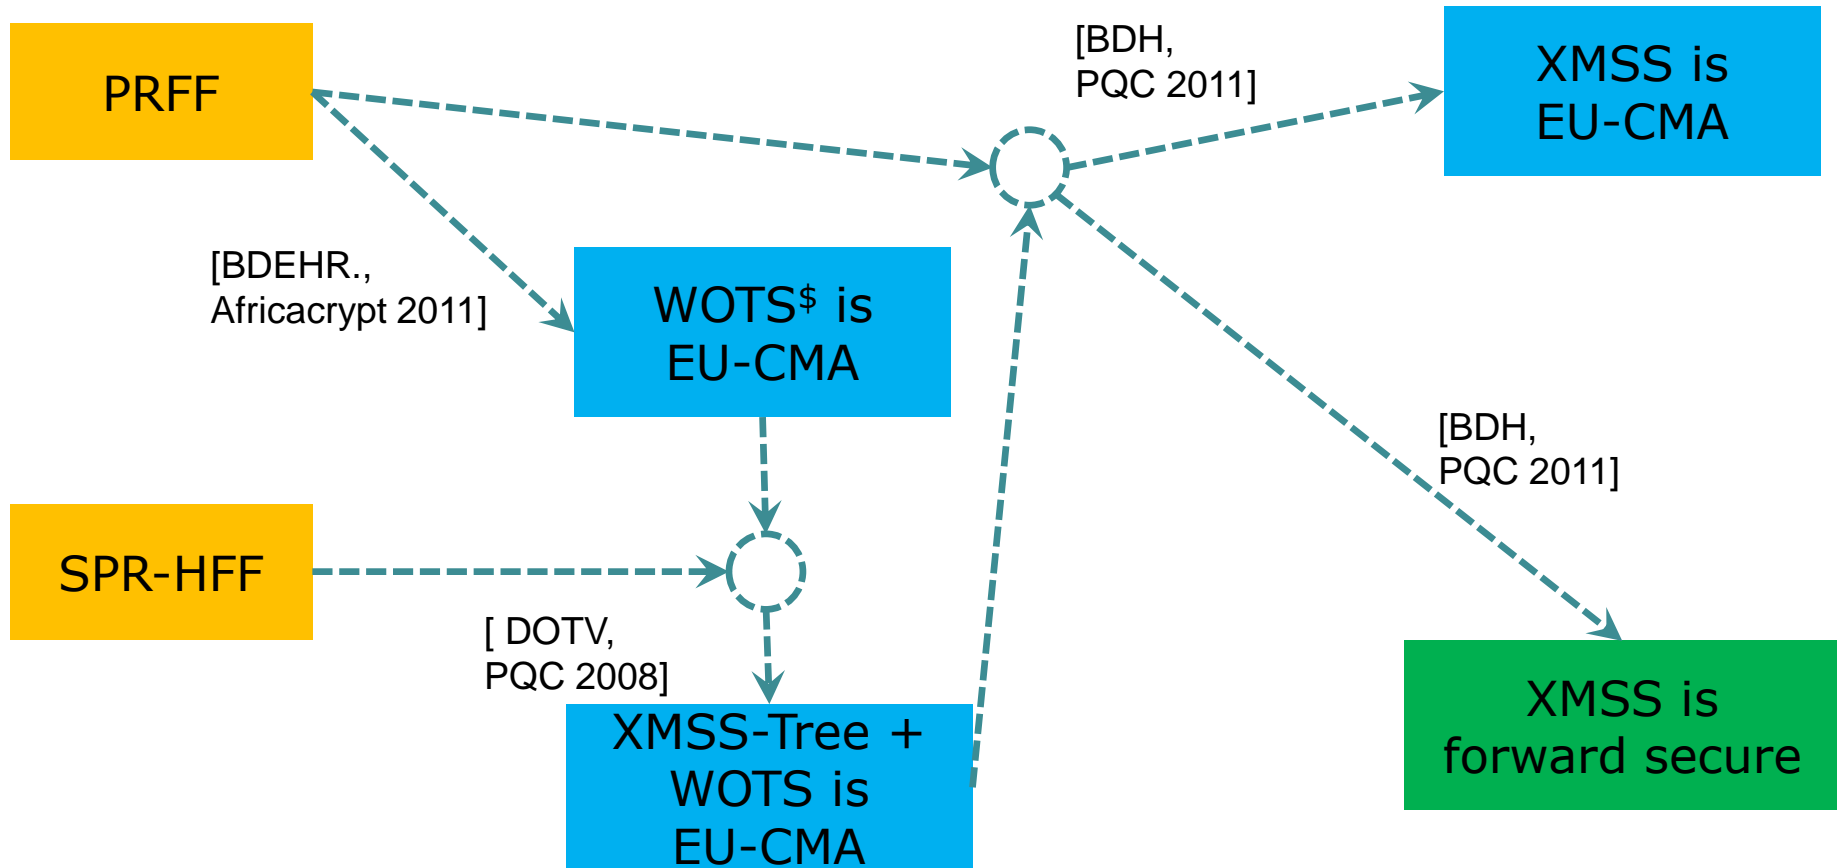 PRFF
[BDH,
PQC 2011]
XMSS is
EU-CMA
[BDEHR.,
Africacrypt 2011]
WOTS$ is
EU-CMA
[BDH,
PQC 2011]
SPR-HFF
[ DOTV,
PQC 2008]
XMSS-Tree +
WOTS is
EU-CMA
XMSS is
forward secure